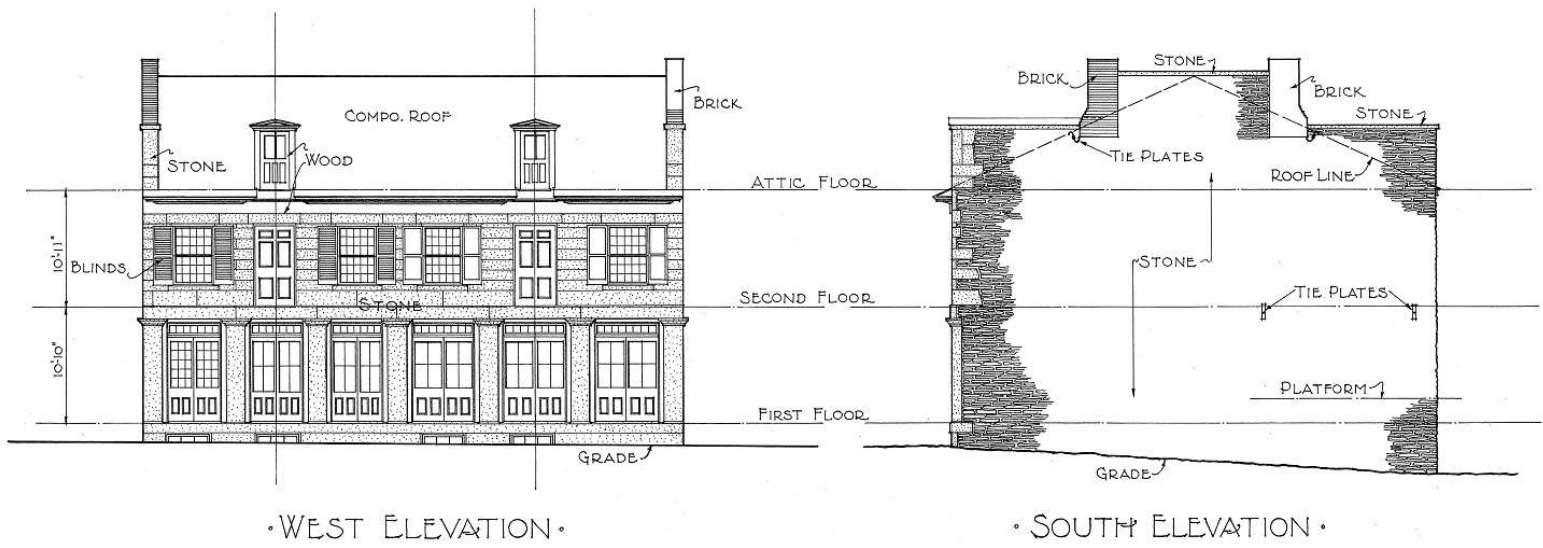 COMPO. ROOF
BRICK
STONE
WOOD
10'-11"
BLINDS
STONE
10'-10"
GRADE
· WEST ELEVATION ·
ATTIC FLOOR
SECOND FLOOR
FIRST FLOOR
STONE
BRICK
BRICK
STONE
TIE PLATES
ROOF LINE
STONE
TIE PLATES
PLATFORM
GRADE
· SOUTH ELEVATION ·